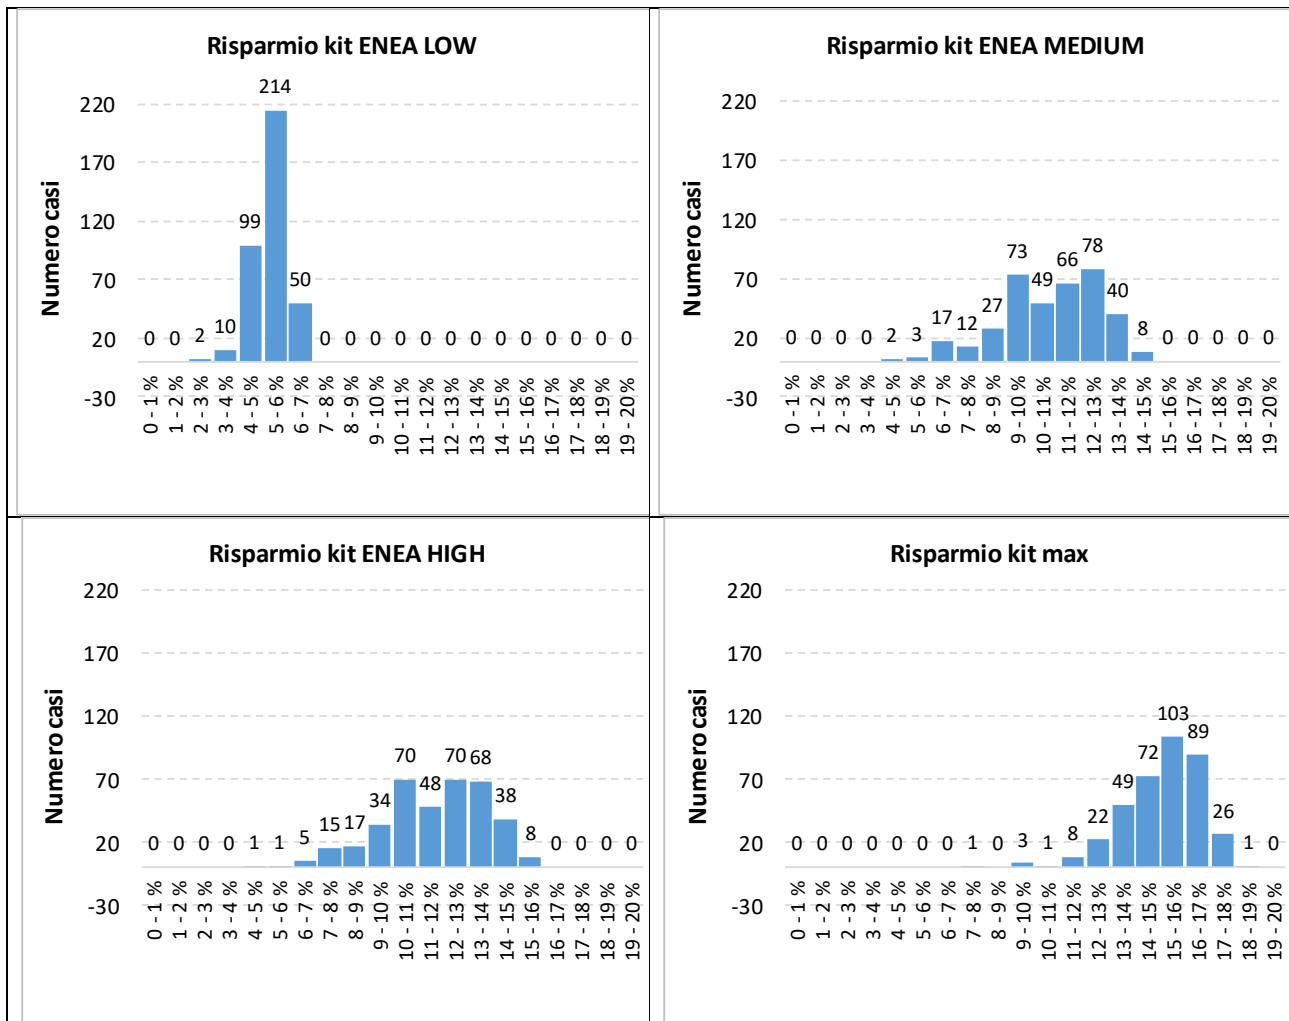 Risparmio kit ENEA LOW
Numero casi
220
170
120
70
20
-30
0 0 2 10 99 214 50 0 0 0 0 0 0 0 0 0 0 0 0 0
0 - 1 %
1 - 2 %
2 - 3 %
3 - 4 %
4 - 5 %
5 - 6 %
6 - 7 %
7 - 8 %
8 - 9 %
9 - 10 %
10 - 11 %
11 - 12 %
12 - 13 %
13 - 14 %
14 - 15%
15 - 16%
16 - 17%
17 - 18%
18 - 19%
19 - 20%
Risparmio kit ENEA MEDIUM
Numero casi
220
170
120
70
20
-30
0 0 0 0 2 3 17 12 27 73 49 66 78 40 8 0 0 0 0 0
0 - 1 %
1 - 2 %
2 - 3 %
3 - 4 %
4 - 5 %
5 - 6 %
6 - 7 %
7 - 8 %
8 - 9 %
9 - 10 %
10 - 11 %
11 - 12 %
12 - 13 %
13 - 14 %
14 - 15%
15 - 16%
16 - 17%
17 - 18%
18 - 19%
19 - 20%
Risparmio kit ENEA HIGH
Numero casi
220
170
120
70
20
-30
0 0 0 0 1 1 5 15 17 34 70 48 70 68 38 8 0 0 0 0
0 - 1 %
1 - 2 %
2 - 3 %
3 - 4 %
4 - 5 %
5 - 6 %
6 - 7 %
7 - 8 %
8 - 9 %
9 - 10 %
10 - 11 %
11 - 12 %
12 - 13 %
13 - 14 %
14 - 15%
15 - 16%
16 - 17%
17 - 18%
18 - 19%
19 - 20%
Risparmio kit max
Numero casi
220
170
120
70
20
-30
0 0 0 0 0 0 0 1 0 3 1 8 22 49 72 103 89 26 1 0
0 - 1 %
1 - 2 %
2 - 3 %
3 - 4 %
4 - 5 %
5 - 6 %
6 - 7 %
7 - 8 %
8 - 9 %
9 - 10 %
10 - 11 %
11 - 12 %
12 - 13 %
13 - 14 %
14 - 15%
15 - 16%
16 - 17%
17 - 18%
18 - 19%
19 - 20%